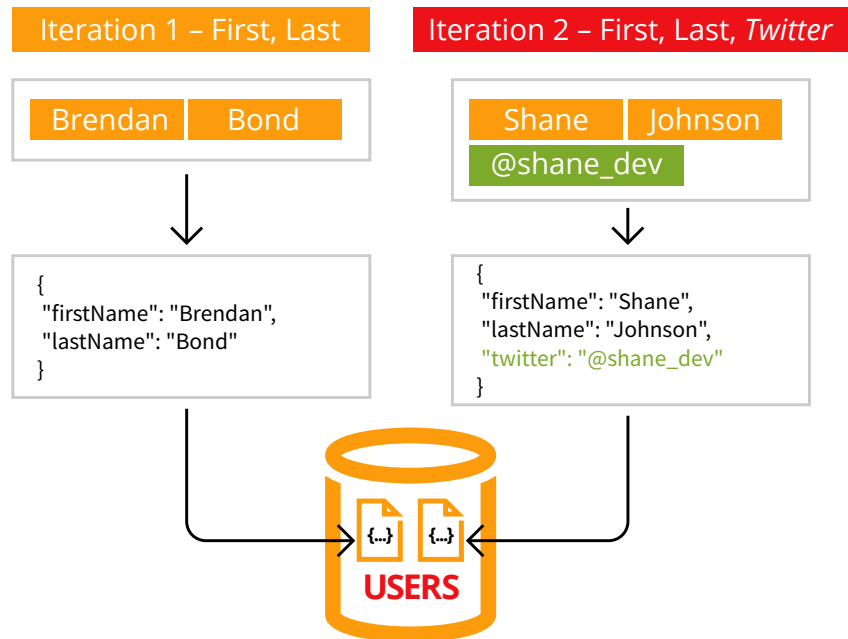 Iteration 1 – First, Last
Iteration 2 – First, Last, Twitter
Brendan Bond
Shane Johnson
@shane_dev
{
"firstName": "Brendan",
"lastName": "Bond"
}
{
"firstName": "Shane",
"lastName": "Johnson",
"twitter": "@shane_dev"
}
{...} {...}
USERS